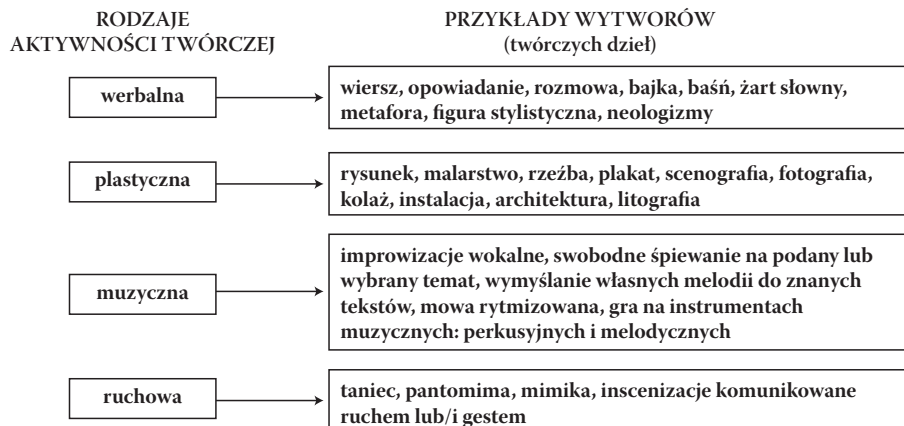 RODZAJE
AKTYWNOŚCI TWÓRCZEJ
PRZYKŁADY WYTWORÓW
(twórczych dzieł)
werbalna
wiersz, opowiadanie, rozmowa, bajka, baśń, żart słowny,
metafora, figura stylistyczna, neologizmy
plastyczna
rysunek, malarstwo, rzeźba, plakat, scenografia, fotografia,
kolaż, instalacja, architektura, litografia
muzyczna
improwizacje wokalne, swobodne śpiewanie na podany lub
wybrany temat, wymyślanie własnych melodii do znanych
tekstów, mowa rytmizowana, gra na instrumentach
muzycznych: perkusyjnych i melodycznych
ruchowa
taniec, pantomima, mimika, inscenizacje komunikowane
ruchem lub/i gestem